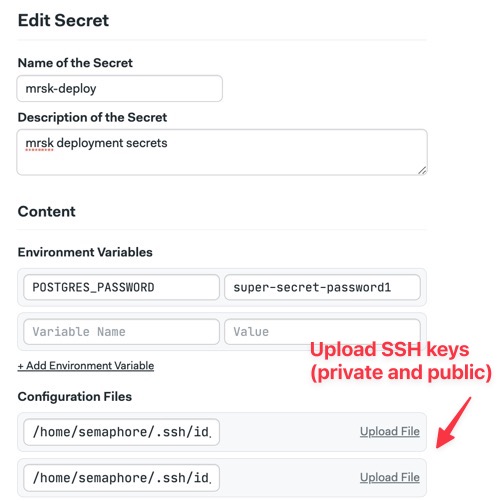 Edit Secret
Name of the Secret
mrsk-deploy
Description of the Secret
mrsk deployment secrets
Content
Environment Variables
POSTGRES_PASSWORD super-secret-password1
Variable Name Value
Upload SSH keys
(private and public)
+ Add Environment Variable
Configuration Files
/home/semaphore/.ssh/id_ Upload File
/home/semaphore/.ssh/id_ Upload File